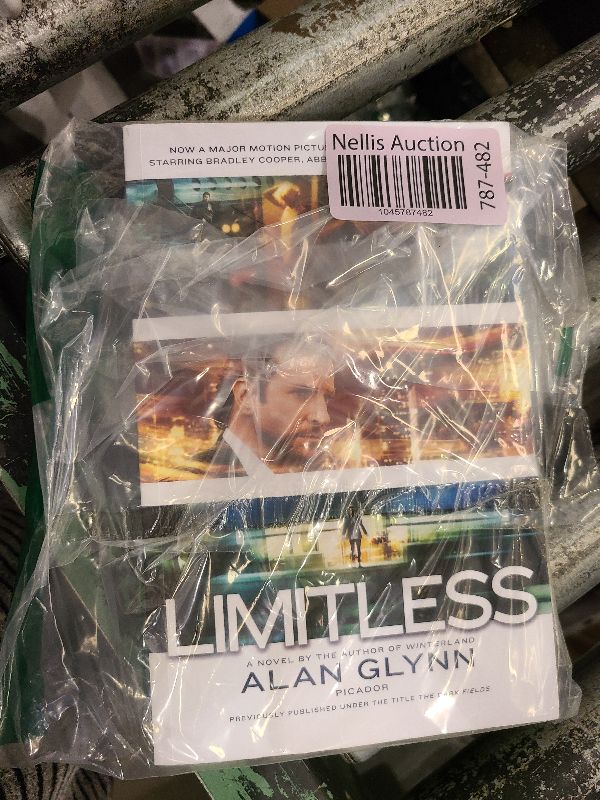 NOW A MAJOR MOTION PICTU
STARRING BRADLEY COOPER, ABB
Nellis Auction
1045787482
787-482
LIMITLESS
A NOVEL BY THE AUTHOR OF WINTERLAND
ALAN GLYNN
PICADOR
PREVIOUSLY PUBLISHED UNDER THE TITLE THE DARK FIELDS